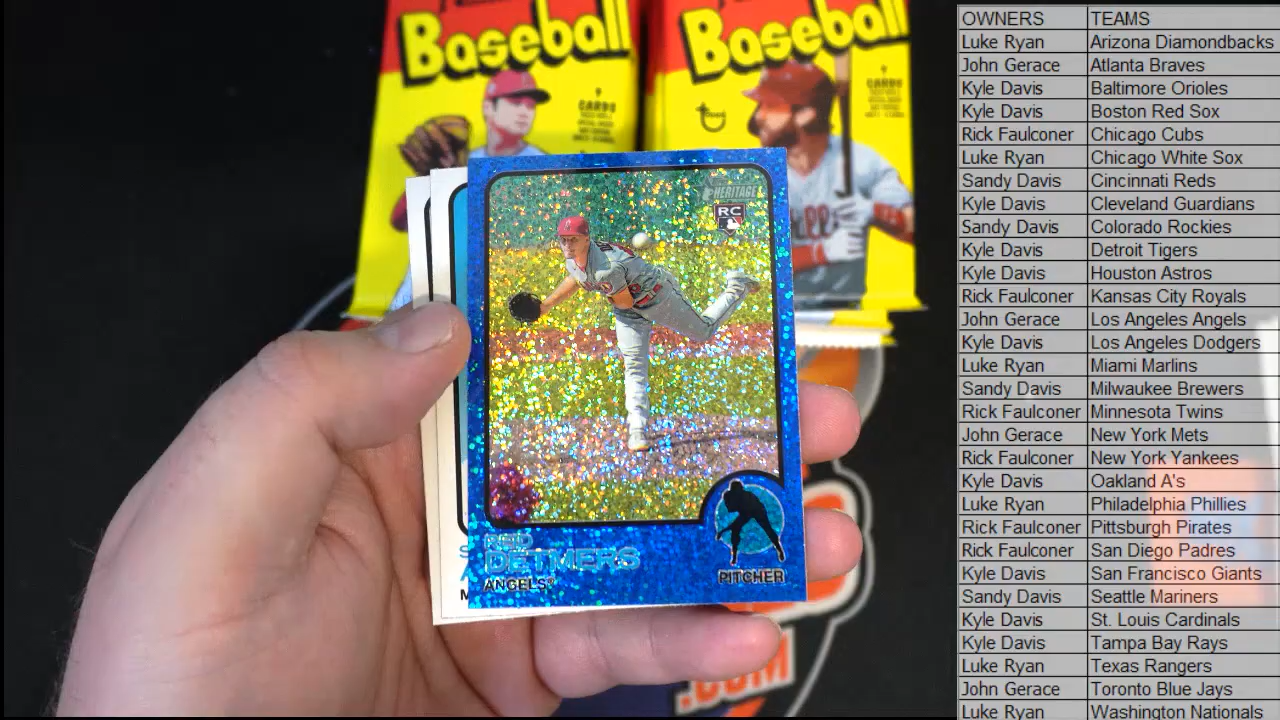 Baseball
Baseball
9
CARDS
HERITAGE
RC
REID
DETMERS
ANGELS
PITCHER
.COM
OWNERS TEAMS
Luke Ryan Arizona Diamondbacks
John Gerace Atlanta Braves
Kyle Davis Baltimore Orioles
Kyle Davis Boston Red Sox
Rick Faulconer Chicago Cubs
Luke Ryan Chicago White Sox
Sandy Davis Cincinnati Reds
Kyle Davis Cleveland Guardians
Sandy Davis Colorado Rockies
Kyle Davis Detroit Tigers
Kyle Davis Houston Astros
Rick Faulconer Kansas City Royals
John Gerace Los Angeles Angels
Kyle Davis Los Angeles Dodgers
Luke Ryan Miami Marlins
Sandy Davis Milwaukee Brewers
Rick Faulconer Minnesota Twins
John Gerace New York Mets
Rick Faulconer New York Yankees
Kyle Davis Oakland A's
Luke Ryan Philadelphia Phillies
Rick Faulconer Pittsburgh Pirates
Rick Faulconer San Diego Padres
Kyle Davis San Francisco Giants
Sandy Davis Seattle Mariners
Kyle Davis St. Louis Cardinals
Kyle Davis Tampa Bay Rays
Luke Ryan Texas Rangers
John Gerace Toronto Blue Jays
Luke Ryan Washington Nationals